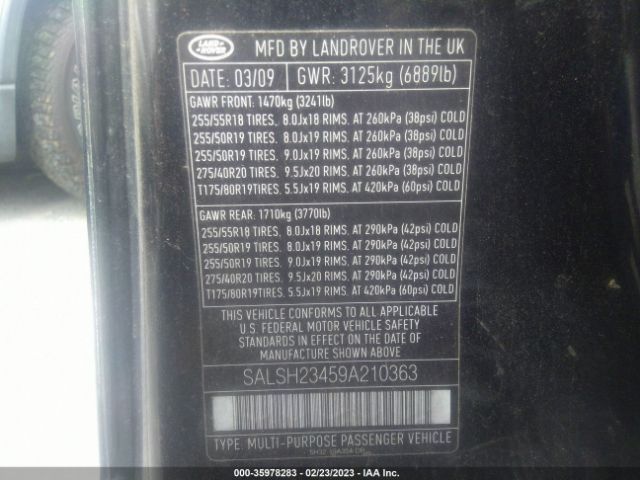 LAND-
ROVER
MFD BY LANDROVER IN THE UK
DATE: 03/09 GWR: 3125kg (6889lb)
GAWR FRONT: 1470kg (3241lb)
255/55R18 TIRES. 8.0Jx18 RIMS. AT 260kPa (38psi) COLD
255/50R19 TIRES. 8.0Jx19 RIMS. AT 260kPa (38psi) COLD
255/50R19 TIRES. 9.0Jx19 RIMS. AT 260kPa (38psi) COLD
275/40R20 TIRES. 9.5Jx20 RIMS. AT 260kPa (38psi) COLD
T175/80R19TIRES. 5.5Jx19 RIMS. AT 420kPa (60psi) COLD
GAWR REAR: 1710kg (3770lb)
255/55R18 TIRES. 8.0Jx18 RIMS. AT 290kPa (42psi) COLD
255/50R19 TIRES. 8.0Jx19 RIMS. AT 290kPa (42psi) COLD
255/50R19 TIRES. 9.0Jx19 RIMS. AT 290kPa (42psi) COLD
275/40R20 TIRES. 9.5Jx20 RIMS. AT 290kPa (42psi) COLD
T175/80R19TIRES. 5.5Jx19 RIMS. AT 420kPa (60psi) COLD
THIS VEHICLE CONFORMS TO ALL APPLICABLE
U.S. FEDERAL MOTOR VEHICLE SAFETY
STANDARDS IN EFFECT ON THE DATE OF
MANUFACTURE SHOWN ABOVE
SALSH23459A210363
TYPE: MULTI-PURPOSE PASSENGER VEHICLE
000-35978283 - 02/23/2023 - IAA Inc.